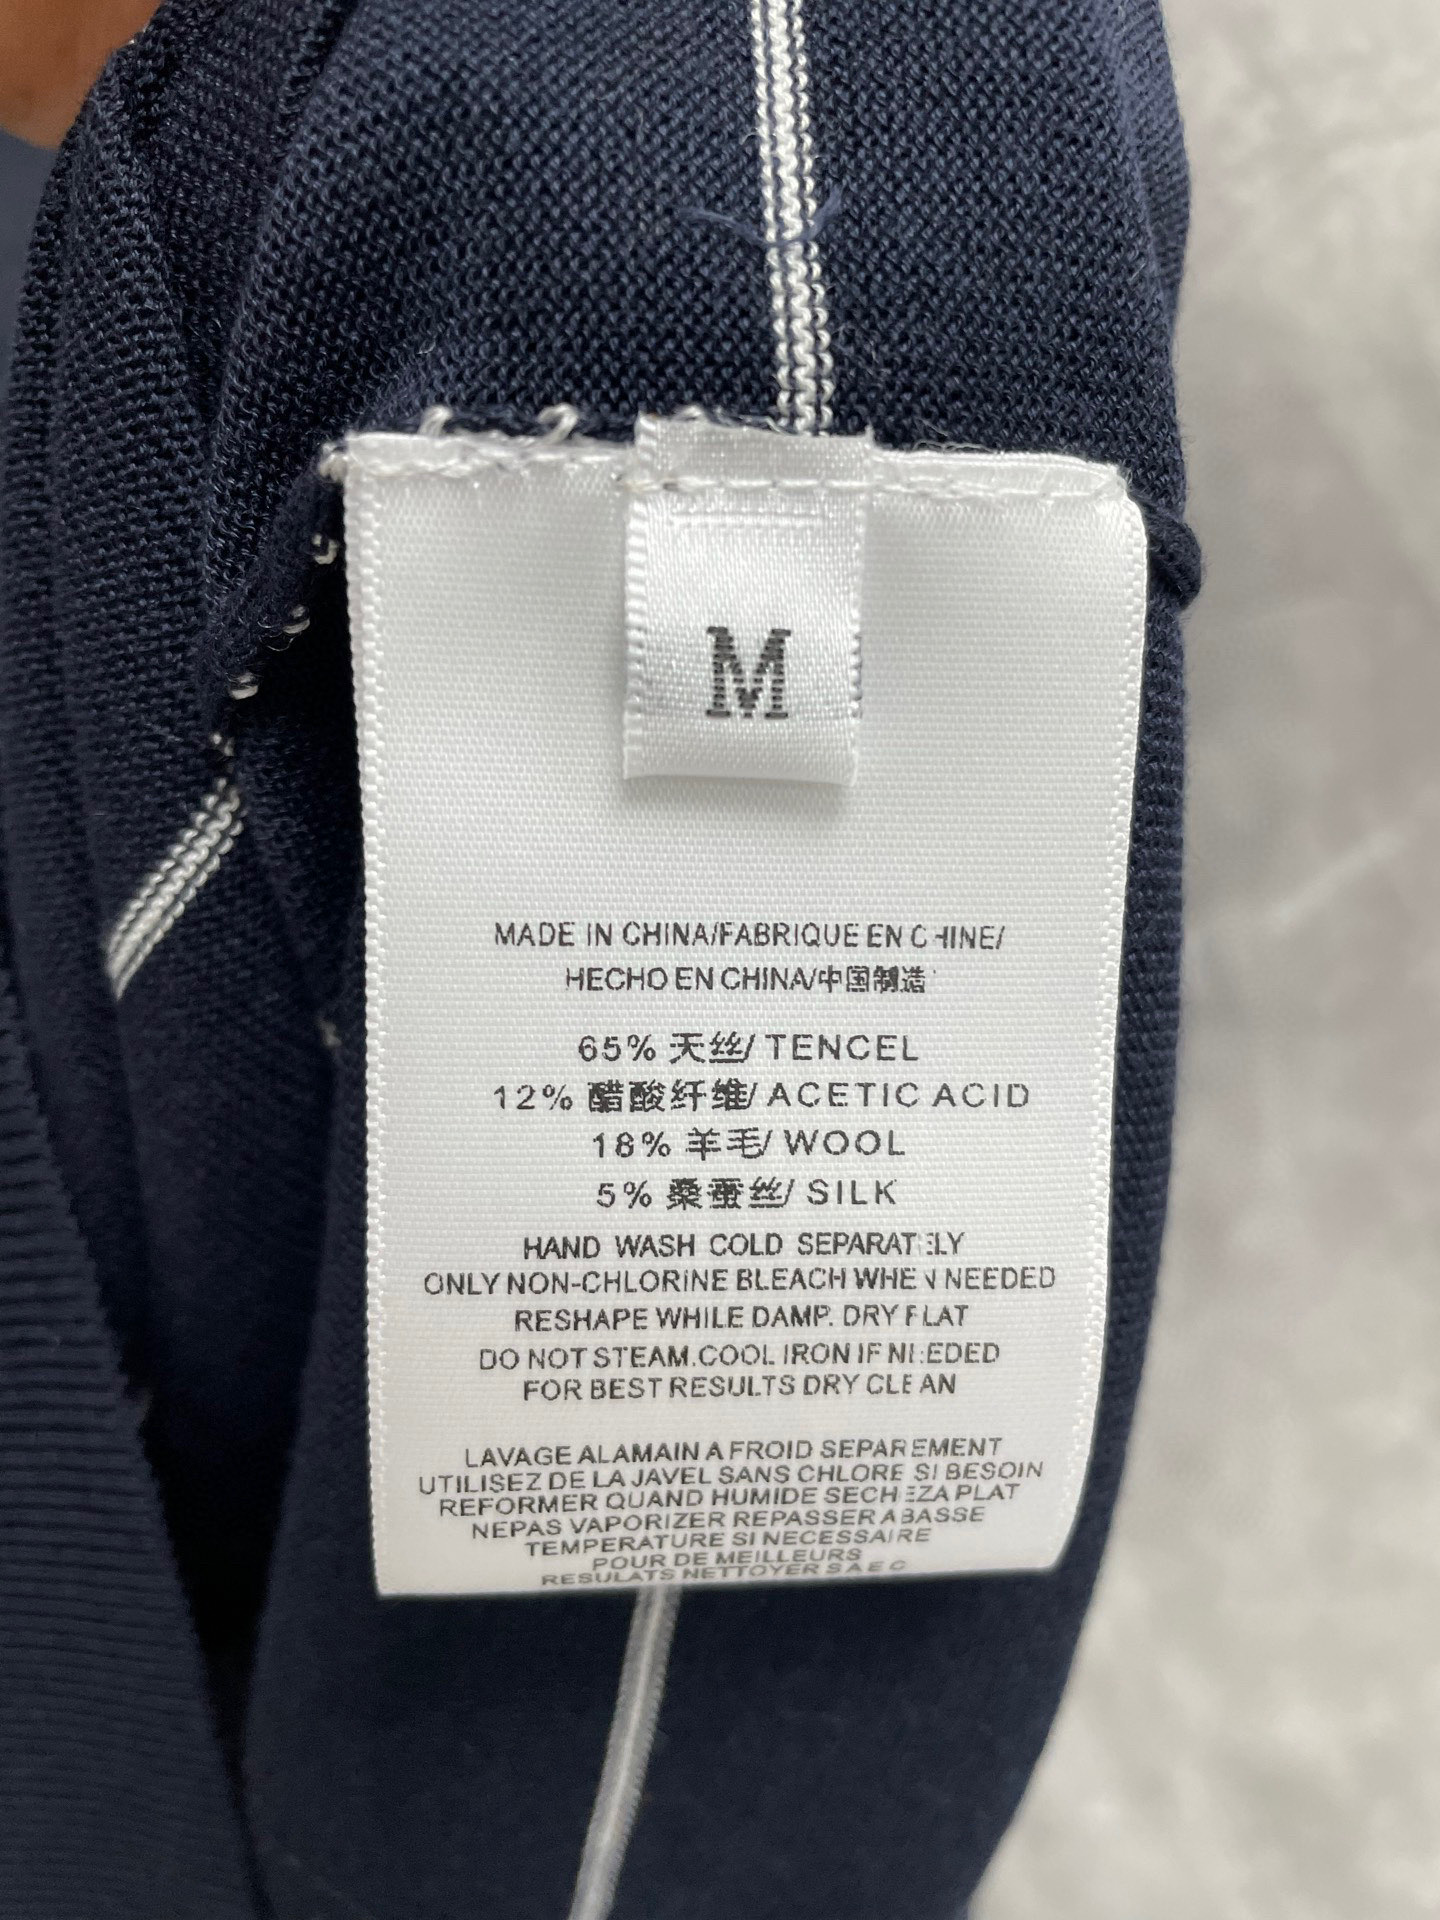 M
MADE IN CHINA/FABRIQUE EN CHINE/
HECHO EN CHINA/中国制造
65% 天丝/ TENCEL
12% 醋酸纤维/ ACETIC ACID
18% 羊毛/ WOOL
5% 桑蚕丝/ SILK
HAND WASH COLD SEPARATELY
ONLY NON-CHLORINE BLEACH WHEN NEEDED
RESHAPE WHILE DAMP. DRY FLAT
DO NOT STEAM.COOL IRON IF NEEDED
FOR BEST RESULTS DRY CLEAN
LAVAGE ALAMAIN A FROID SEPAREMENT
UTILISEZ DE LA JAVEL SANS CHLORE SI BESOIN
REFORMER QUAND HUMIDE SECHEZA PLAT
NEPAS VAPORIZER REPASSER ABASSE
TEMPERATURE SI NECESSAIRE
POUR DE MEILLEURS
RESULATS NETTOYER SAEC